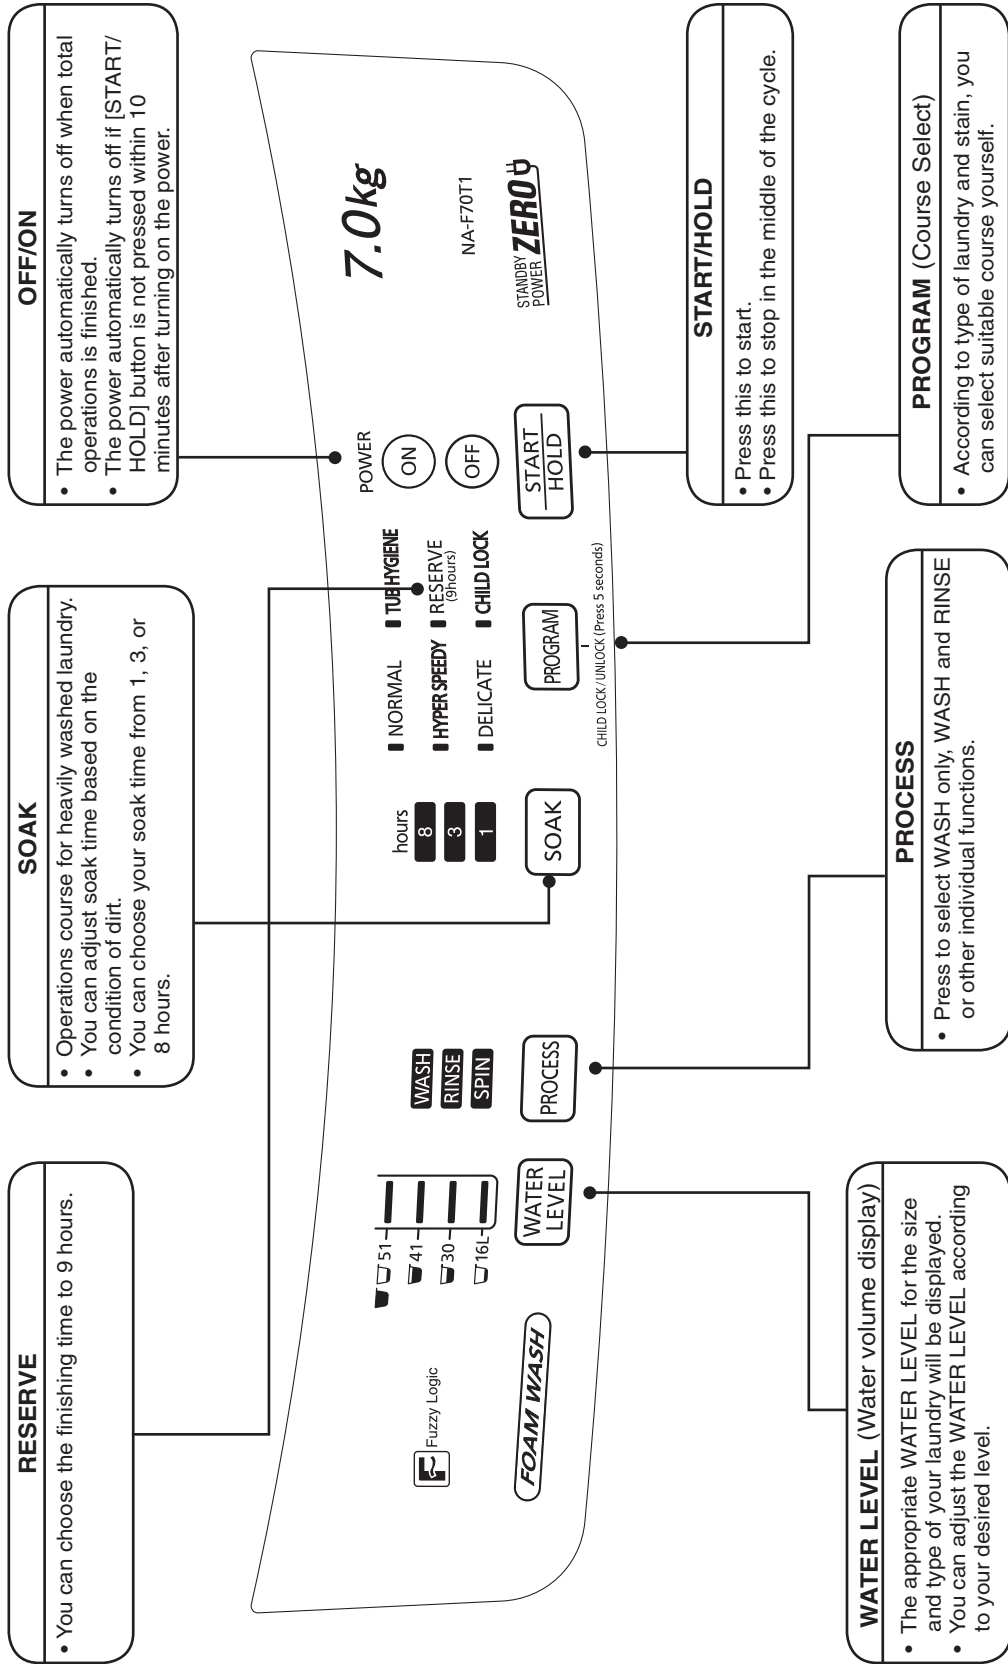 RESERVE
• You can choose the finishing time to 9 hours.
SOAK
• Operations course for heavily washed laundry.
• You can adjust soak time based on the
condition of dirt.
• You can choose your soak time from 1, 3, or
8 hours.
OFF/ON
• The power automatically turns off when total
operations is finished.
• The power automatically turns off if [START/
HOLD] button is not pressed within 10
minutes after turning on the power.
Fuzzy Logic
FOAM WASH
51
41
30
16L
WATER
LEVEL
WASH
RINSE
SPIN
PROCESS
hours
8
3
1
SOAK
NORMAL
HYPER SPEEDY
DELICATE
TUB HYGIENE
RESERVE
(9hours)
CHILD LOCK
PROGRAM
CHILD LOCK / UNLOCK (Press 5 seconds)
POWER
ON
OFF
START
HOLD
7.0kg
NA-F70T1
STANDBY
POWER ZERO
WATER LEVEL (Water volume display)
• The appropriate WATER LEVEL for the size
and type of your laundry will be displayed.
• You can adjust the WATER LEVEL according
to your desired level.
PROCESS
• Press to select WASH only, WASH and RINSE
or other individual functions.
START/HOLD
• Press this to start.
• Press this to stop in the middle of the cycle.
PROGRAM (Course Select)
• According to type of laundry and stain, you
can select suitable course yourself.